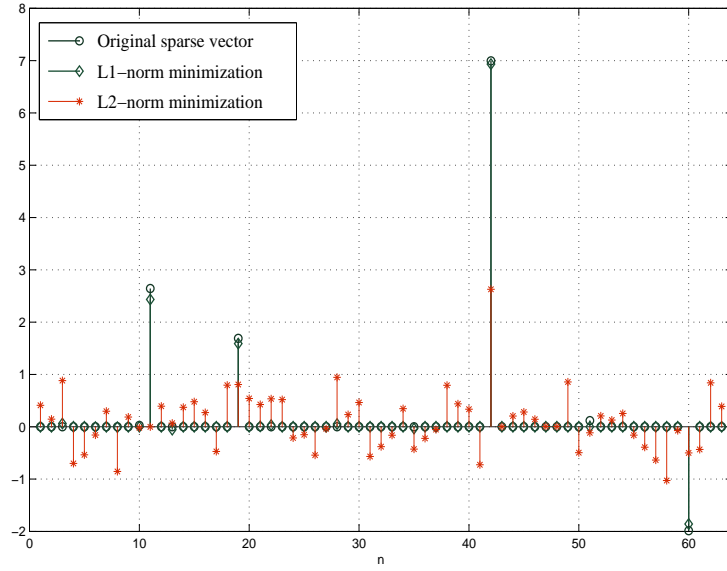 8
7
6
5
4
3
2
1
0
−1
−2
Original sparse vector
L1−norm minimization
L2−norm minimization
0 10 20 30 40 50 60
n